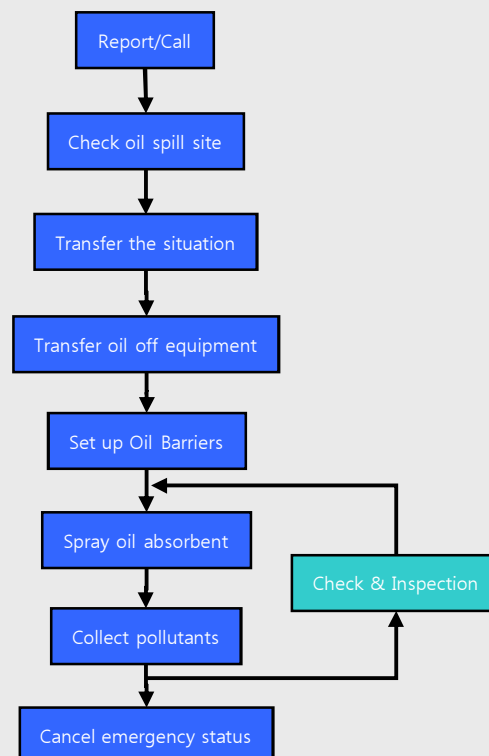 Report/Call
Check oil spill site
Transfer the situation
Transfer oil off equipment
Set up Oil Barriers
Spray oil absorbent
Check & Inspection
Collect pollutants
Cancel emergency status